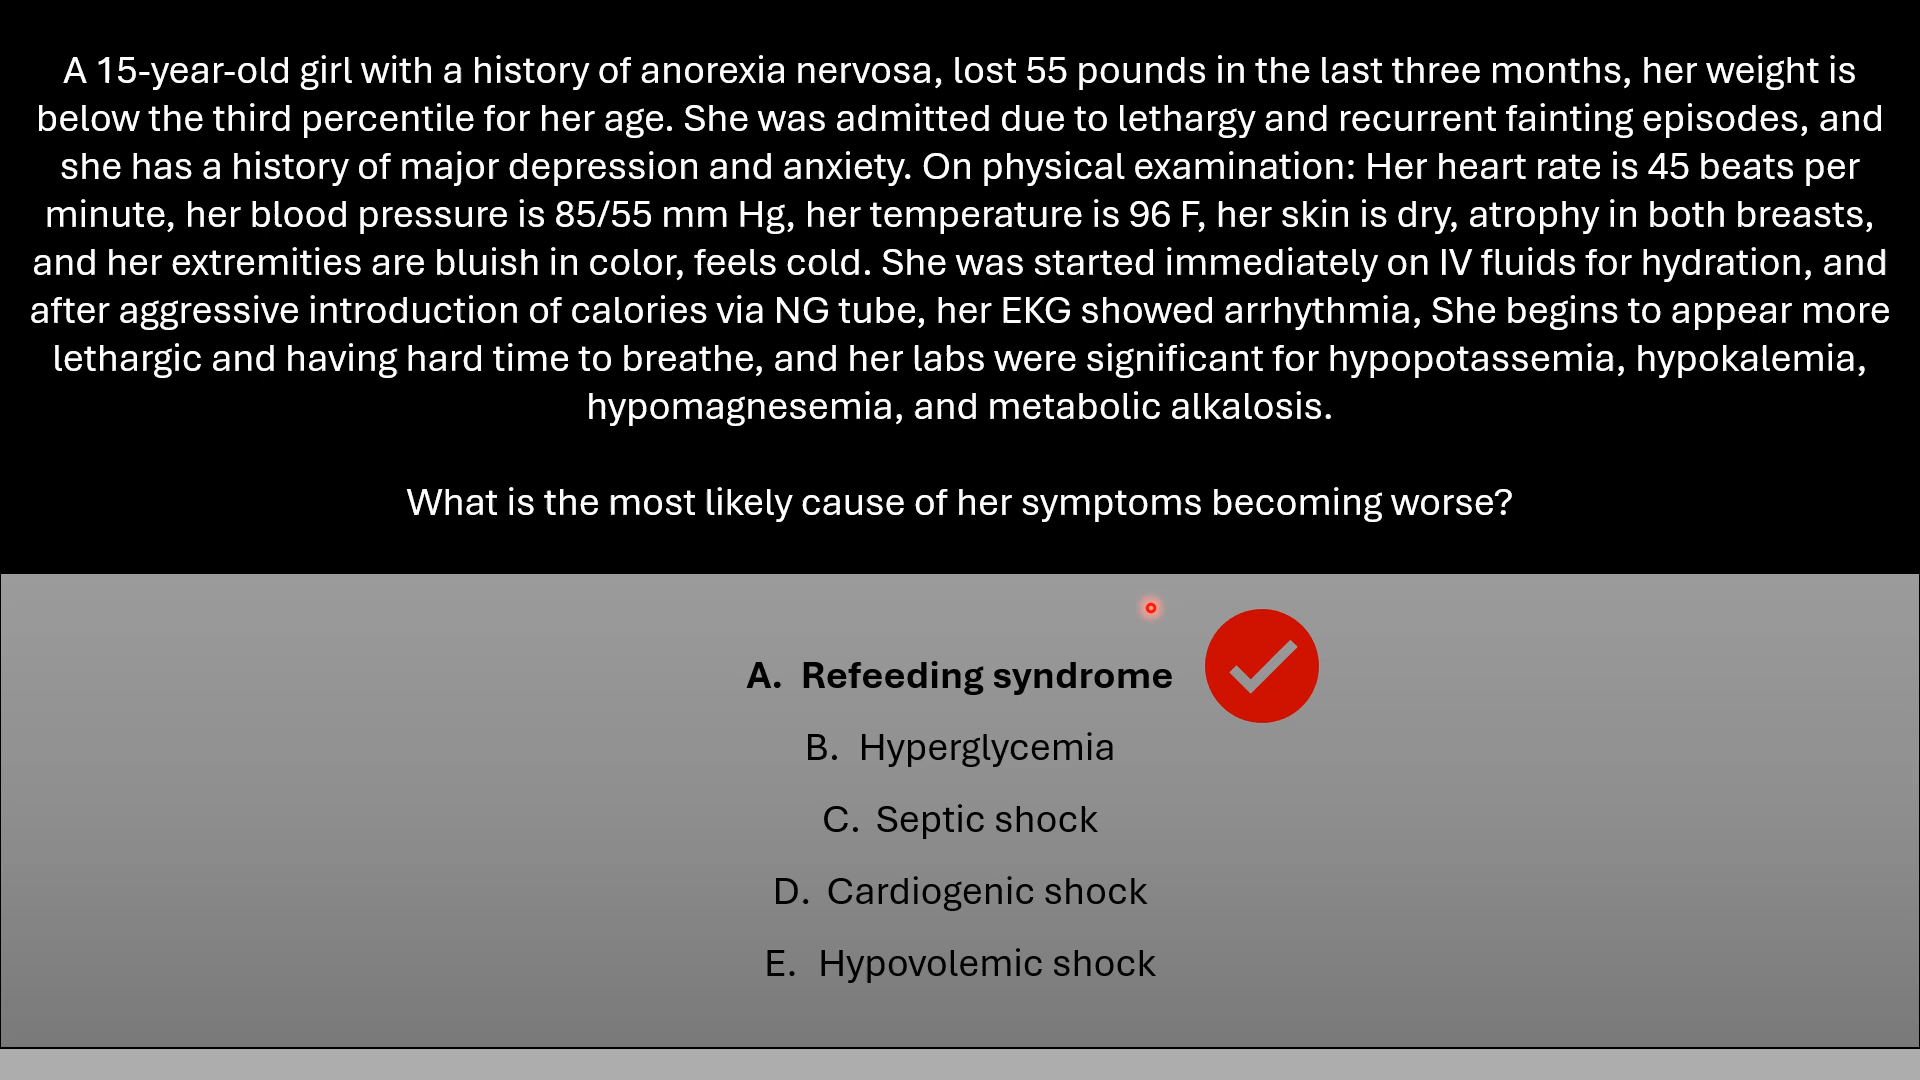 A 15-year-old girl with a history of anorexia nervosa, lost 55 pounds in the last three months, her weight is
below the third percentile for her age. She was admitted due to lethargy and recurrent fainting episodes, and
she has a history of major depression and anxiety. On physical examination: Her heart rate is 45 beats per
minute, her blood pressure is 85/55 mm Hg, her temperature is 96 F, her skin is dry, atrophy in both breasts,
and her extremities are bluish in color, feels cold. She was started immediately on IV fluids for hydration, and
after aggressive introduction of calories via NG tube, her EKG showed arrhythmia, She begins to appear more
lethargic and having hard time to breathe, and her labs were significant for hypopotassemia, hypokalemia,
hypomagnesemia, and metabolic alkalosis.
What is the most likely cause of her symptoms becoming worse?
A. Refeeding syndrome
B. Hyperglycemia
C. Septic shock
D. Cardiogenic shock
E. Hypovolemic shock